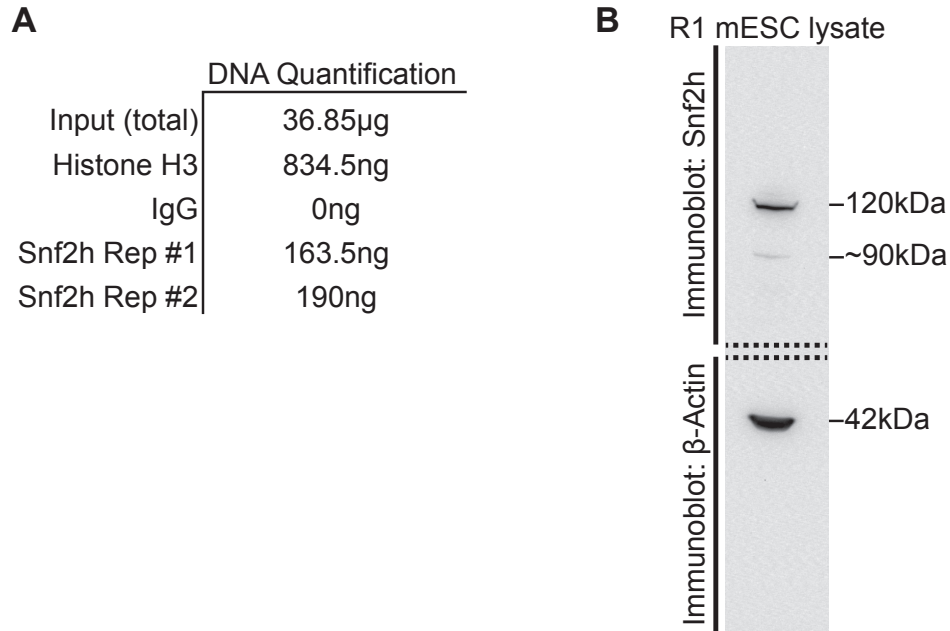 A
DNA Quantification
Input (total) 36.85µg
Histone H3 834.5ng
IgG 0ng
Snf2h Rep #1 163.5ng
Snf2h Rep #2 190ng
B
R1 mESC lysate
Immunoblot: Snf2h
–120kDa
–~90kDa
Immunoblot: β-Actin
–42kDa